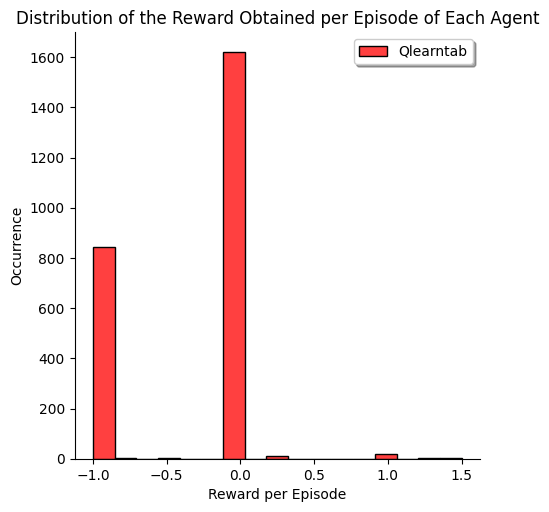 Distribution of the Reward Obtained per Episode of Each Agent
Qlearntab
1600
1400
1200
1000
800
600
400
200
0
Occurrence
−1.0 −0.5 0.0 0.5 1.0 1.5
Reward per Episode